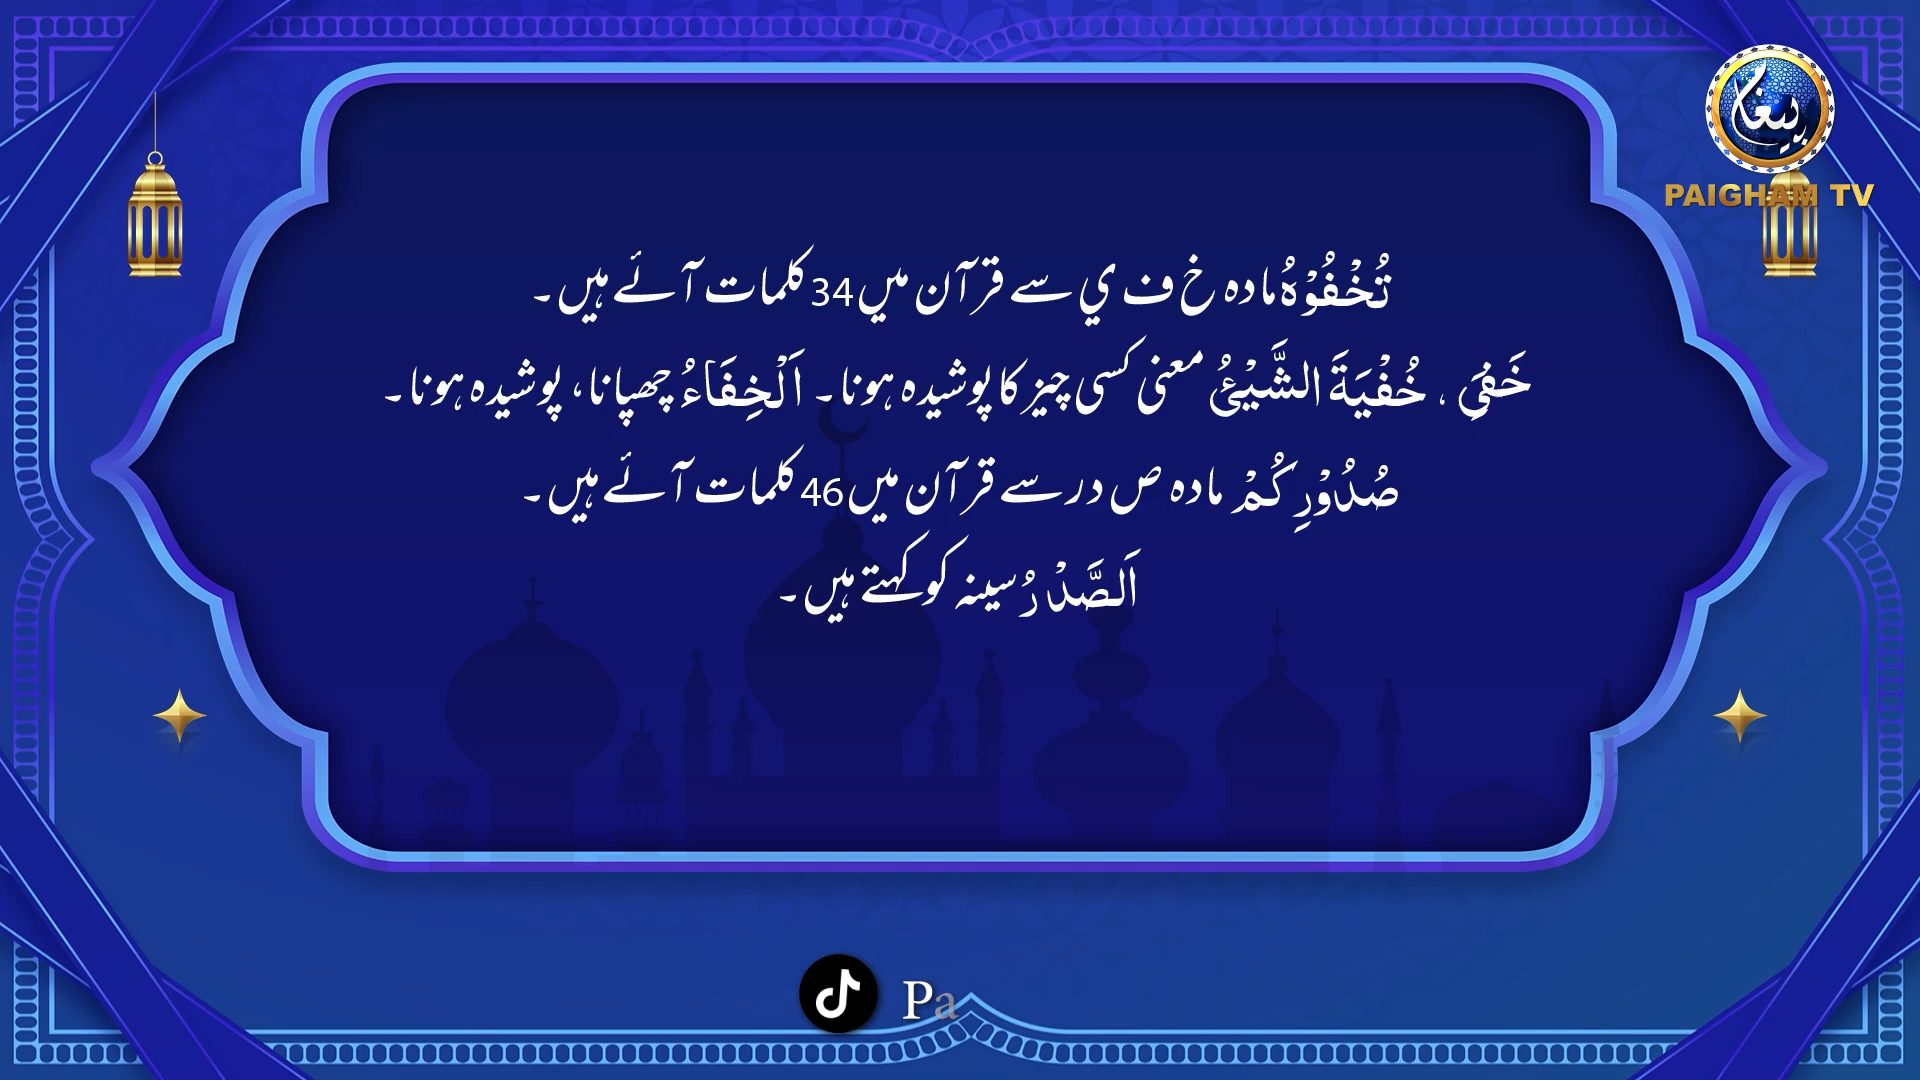 پیغام
PAIGHAM TV
تُخْفُوْهُ مادہ خ ف ي سے قرآن میں 34 کلمات آئے ہیں۔
خَفِيَ ، خُفْيَةَ الشَّيْئُ معنی کسی چیز کا پوشیدہ ہونا۔ اَلْخِفَاءُ چھپانا، پوشیدہ ہونا۔
صُدُوْرِكُمْ مادہ ص د ر سے قرآن میں 46 کلمات آئے ہیں۔
اَلصَّدْرُ سینہ کو کہتے ہیں۔
Pa